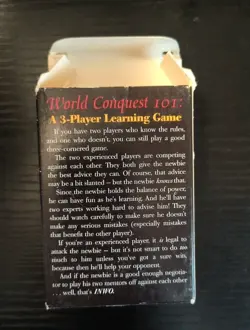 World Conquest 101:
A 3-Player Learning Game
If you have two players who know the rules,
and one who doesn't, you can still play a good
three-cornered game.
The two experienced players are competing
against each other. They both give the newbie
the best advice they can. Of course, that advice
may be a bit slanted – but the newbie knows that.
Since the newbie holds the balance of power,
he can have fun as he's learning. And he'll have
two experts working hard to advise him! They
should watch carefully to make sure he doesn't
make any serious mistakes (especially mistakes
that benefit the other player).
If you're an experienced player, it is legal to
attack the newbie – but it's not smart to do me
much to him unless you've got a sure win,
because then he'll help your opponent.
And if the newbie is a good enough negotia-
tor to play his two mentors off against each other
. . . well, that's INWO.